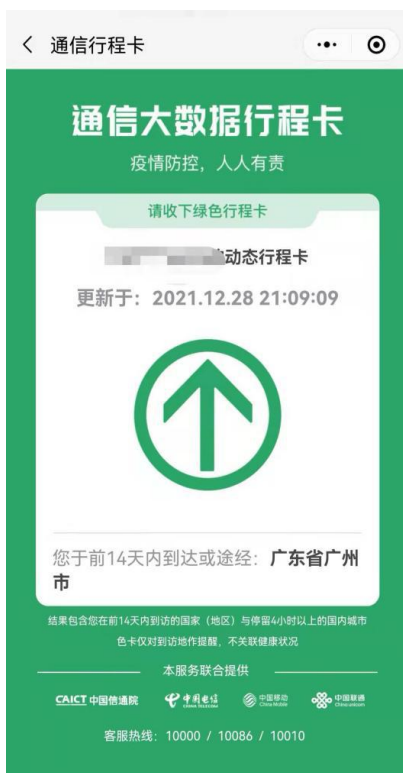 通信行程卡
通信大数据行程卡
疫情防控，人人有责
请收下绿色行程卡
动态行程卡
更新于：2021.12.28 21:09:09
您于前14天内到达或途经：广东省广州
市
结果包含您在前14天内到访的国家（地区）与停留4小时以上的国内城市
色卡仅对到访地作提醒，不关联健康状况
本服务联合提供
CAICT 中国信通院 中国电信 China Telecom 中国移动 China Mobile 中国联通 China unicom
客服热线：10000 / 10086 / 10010